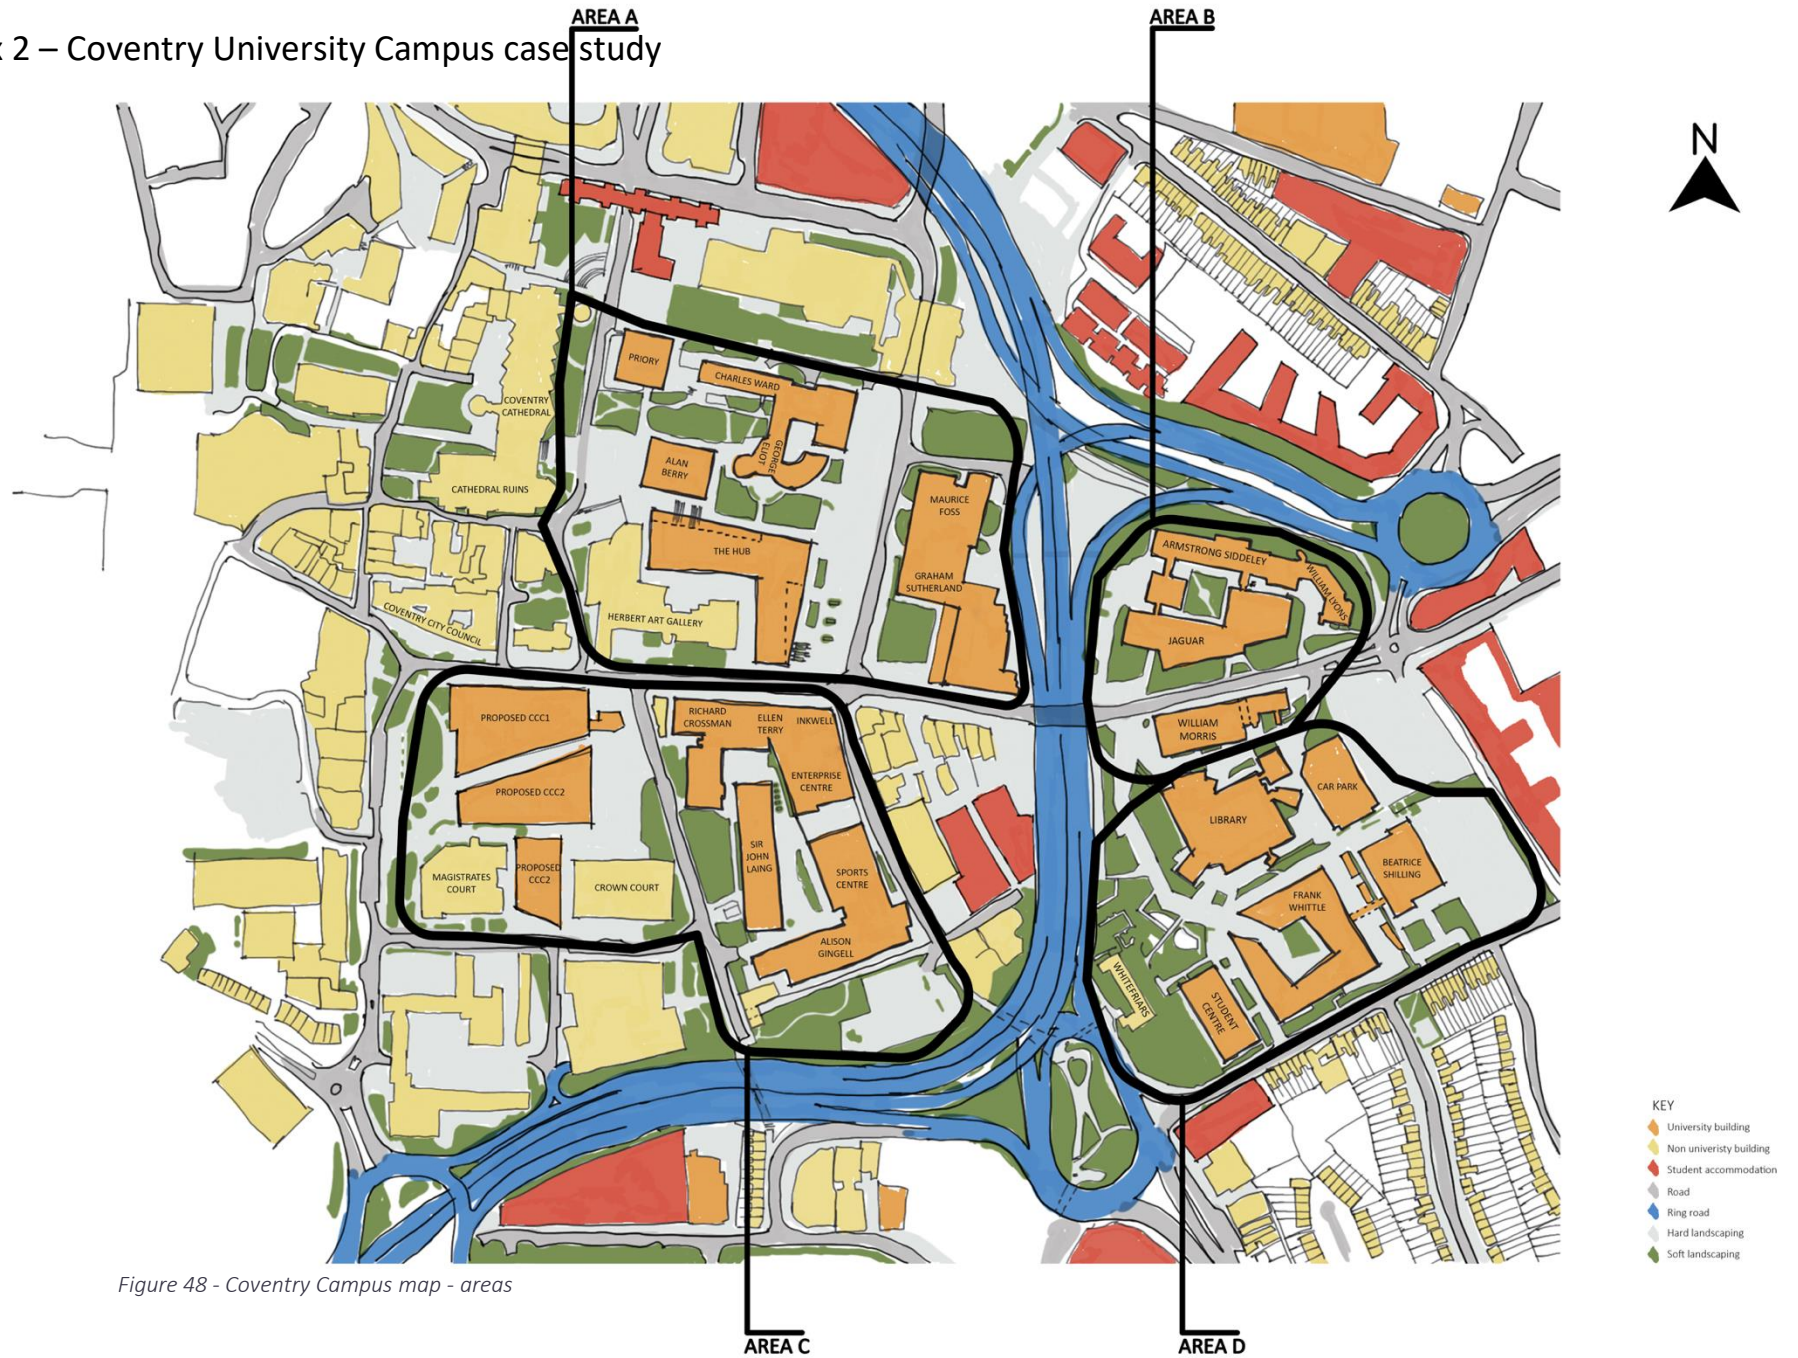 AREA A
AREA B
x 2 – Coventry University Campus case study
N
PRIORY
CHARLES WARD
COVENTRY
CATHEDRAL
GEORGE
ELIOT
ALAN
BERRY
CATHEDRAL RUINS
MAURICE
FOSS
THE HUB
ARMSTRONG SIDDELEY
WILLIAM LYONS
GRAHAM
SUTHERLAND
COVENTRY CITY COUNCIL
HERBERT ART GALLERY
JAGUAR
PROPOSED CCC1
RICHARD
CROSSMAN
ELLEN
TERRY
INKWELL
WILLIAM
MORRIS
PROPOSED CCC2
ENTERPRISE
CENTRE
CAR PARK
LIBRARY
SIR
JOHN
LAING
MAGISTRATES
COURT
PROPOSED
CCC2
CROWN COURT
SPORTS
CENTRE
BEATRICE
SHILLING
FRANK
WHITTLE
ALISON
GINGELL
WHITEFRIARS
STUDENT
CENTRE
KEY
University building
Non univeristy building
Student accommodation
Road
Ring road
Hard landscaping
Soft landscaping
Figure 48 - Coventry Campus map - areas
AREA C
AREA D